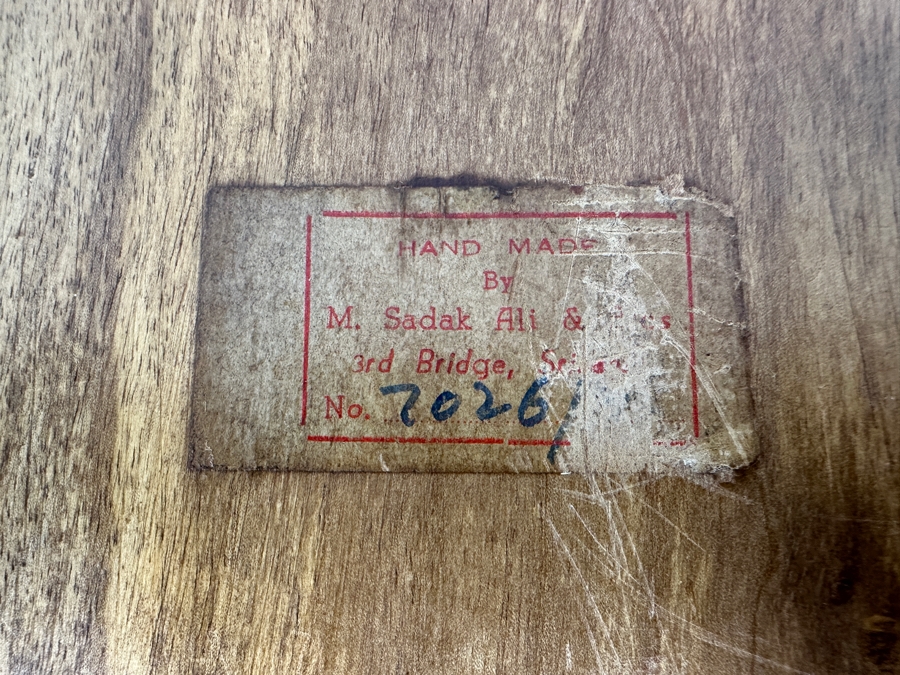 HAND MADE
By
M. Sadak Ali &
3rd Bridge,
No. 7026/